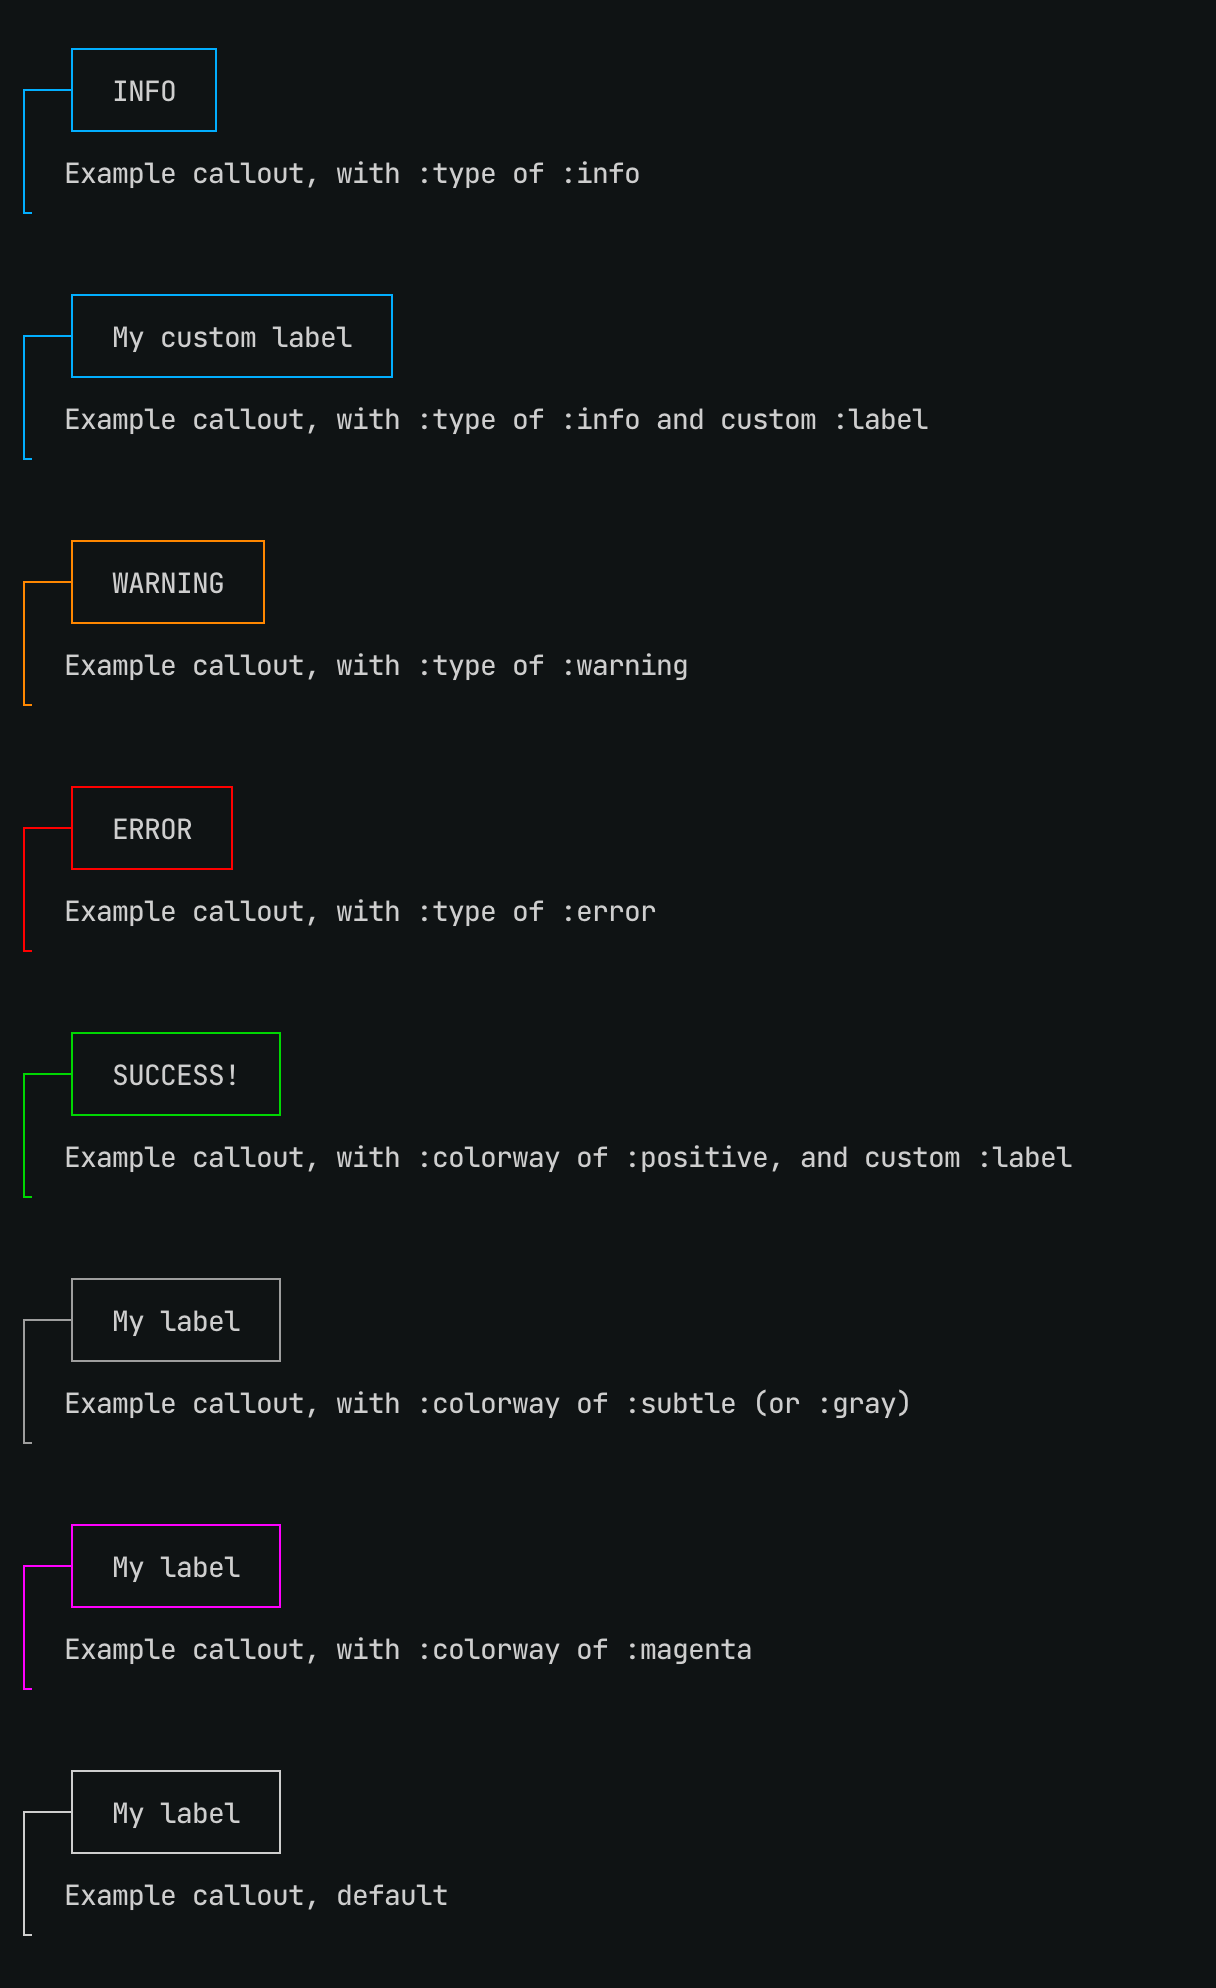 INFO
Example callout, with :type of :info
My custom label
Example callout, with :type of :info and custom :label
WARNING
Example callout, with :type of :warning
ERROR
Example callout, with :type of :error
SUCCESS!
Example callout, with :colorway of :positive, and custom :label
My label
Example callout, with :colorway of :subtle (or :gray)
My label
Example callout, with :colorway of :magenta
My label
Example callout, default